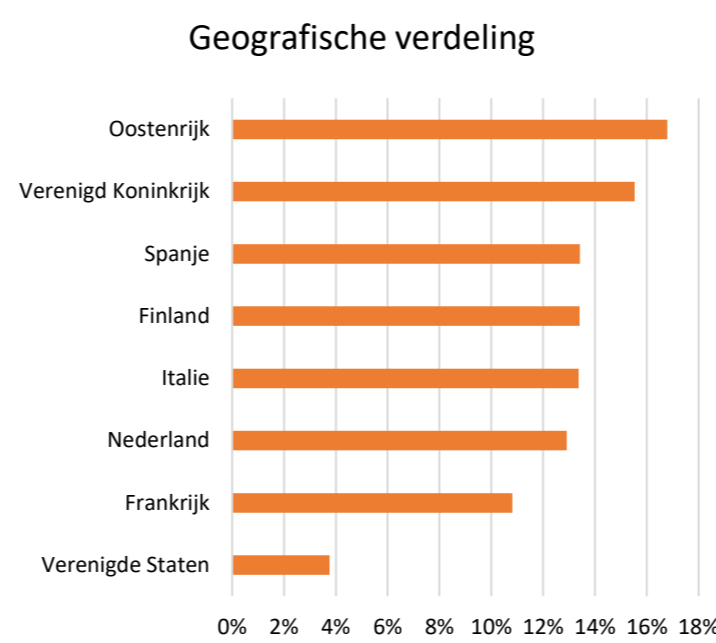 Geografische verdeling
Oostenrijk
Verenigd Koninkrijk
Spanje
Finland
Italie
Nederland
Frankrijk
Verenigde Staten
0% 2% 4% 6% 8% 10% 12% 14% 16% 18%